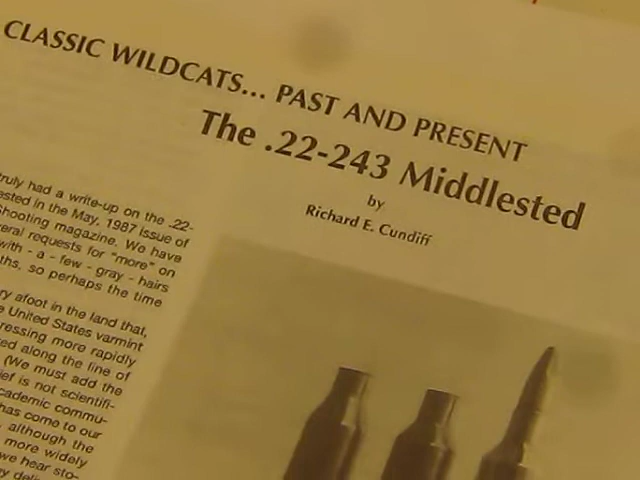 CLASSIC WILDCATS... PAST AND PRESENT
The .22-243 Middlested
by
Richard E. Cundiff
truly had a write-up on the .22-
ested in the May, 1987 issue of
Shooting magazine. We have
eral requests for "more" on
with - a - few - gray - hairs
ths, so perhaps the time
ry afoot in the land that,
e United States varmint
ressing more rapidly
ed along the line of
(We must add the
ief is not scientifi-
cademic commu-
has come to our
, although the
more widely
we hear sto-